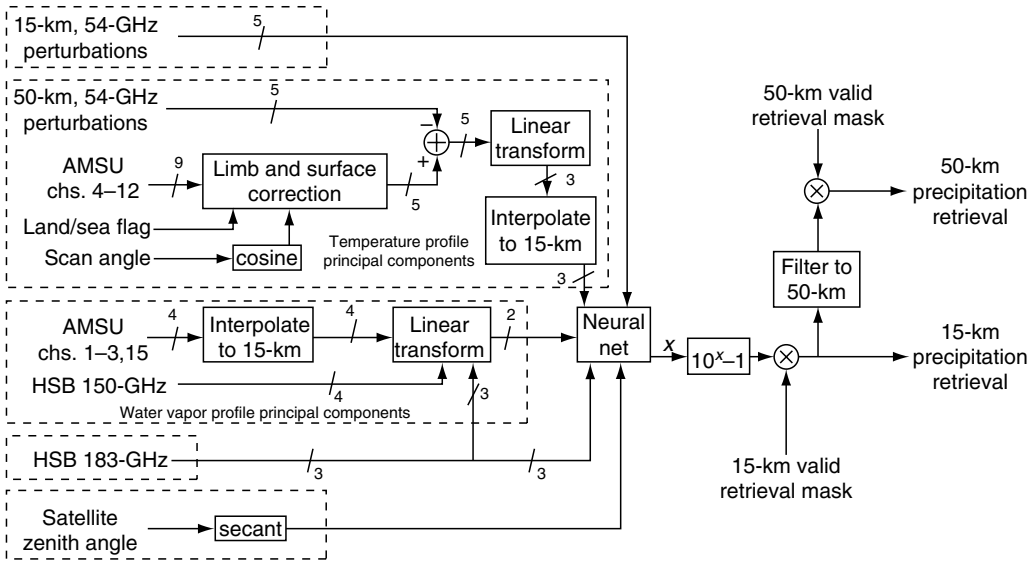 15-km, 54-GHz
perturbations
5
50-km, 54-GHz
perturbations
5
−
+
+
5
Linear
transform
3
AMSU
chs. 4–12
9
Limb and surface
correction
5
Land/sea flag
Scan angle
cosine
Temperature profile
principal components
Interpolate
to 15-km
3
AMSU
chs. 1–3,15
4
Interpolate
to 15-km
4
Linear
transform
2
HSB 150-GHz
4
3
Water vapor profile principal components
HSB 183-GHz
3
3
Satellite
zenith angle
secant
Neural
net
x
10ˣ–1
×
15-km valid
retrieval mask
15-km
precipitation
retrieval
Filter to
50-km
×
50-km valid
retrieval mask
50-km
precipitation
retrieval